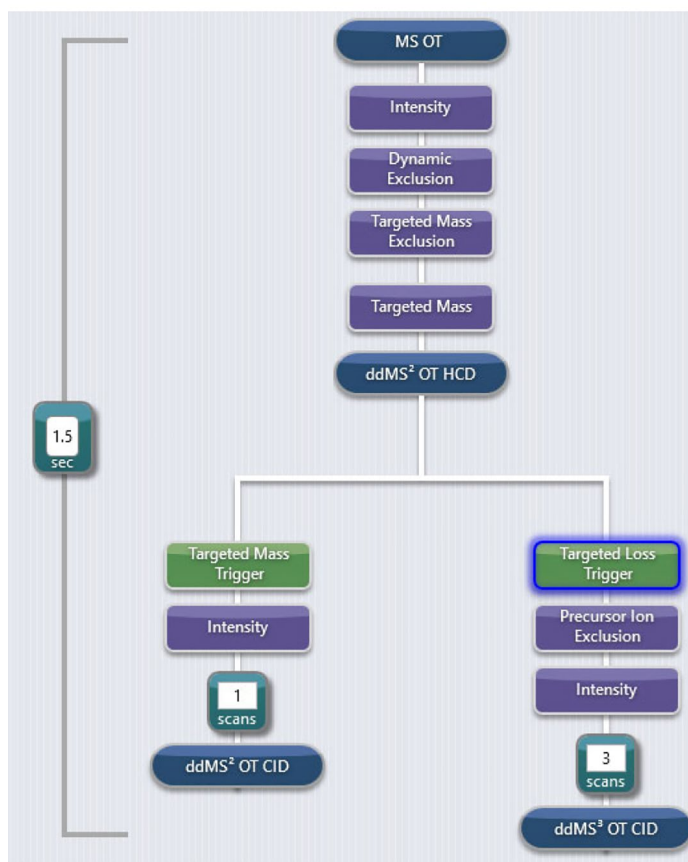 MS OT
Intensity
Dynamic
Exclusion
Targeted Mass
Exclusion
Targeted Mass
ddMS² OT HCD
1.5
sec
Targeted Mass
Trigger
Intensity
1
scans
ddMS² OT CID
Targeted Loss
Trigger
Precursor Ion
Exclusion
Intensity
3
scans
ddMS³ OT CID